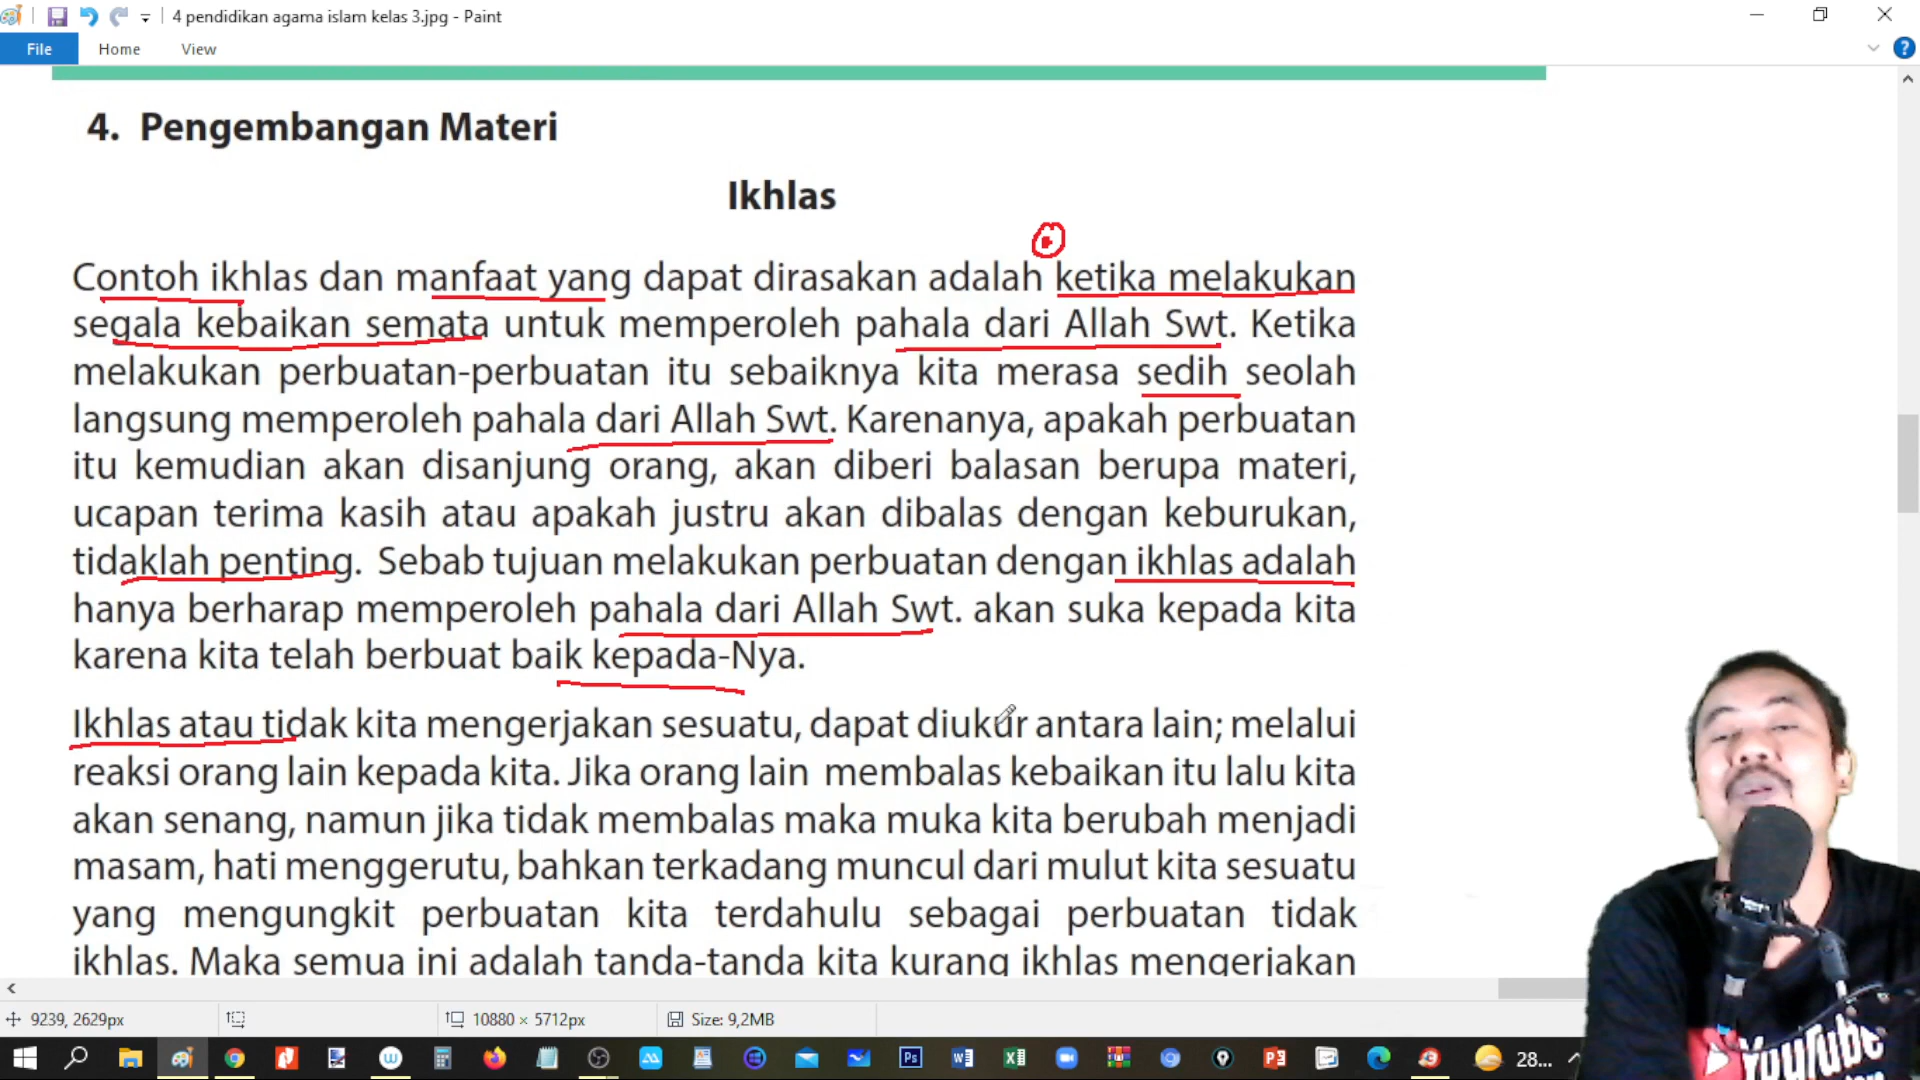 4 pendidikan agama islam kelas 3.jpg - Paint
File Home View
4. Pengembangan Materi
Ikhlas
Contoh ikhlas dan manfaat yang dapat dirasakan adalah ketika melakukan
segala kebaikan semata untuk memperoleh pahala dari Allah Swt. Ketika
melakukan perbuatan-perbuatan itu sebaiknya kita merasa sedih seolah
langsung memperoleh pahala dari Allah Swt. Karenanya, apakah perbuatan
itu kemudian akan disanjung orang, akan diberi balasan berupa materi,
ucapan terima kasih atau apakah justru akan dibalas dengan keburukan,
tidaklah penting. Sebab tujuan melakukan perbuatan dengan ikhlas adalah
hanya berharap memperoleh pahala dari Allah Swt. akan suka kepada kita
karena kita telah berbuat baik kepada-Nya.
Ikhlas atau tidak kita mengerjakan sesuatu, dapat diukur antara lain; melalui
reaksi orang lain kepada kita. Jika orang lain membalas kebaikan itu lalu kita
akan senang, namun jika tidak membalas maka muka kita berubah menjadi
masam, hati menggerutu, bahkan terkadang muncul dari mulut kita sesuatu
yang mengungkit perbuatan kita terdahulu sebagai perbuatan tidak
ikhlas. Maka semua ini adalah tanda-tanda kita kurang ikhlas mengerjakan
9239, 2629px
10880 × 5712px
Size: 9,2MB
28...
YouTube